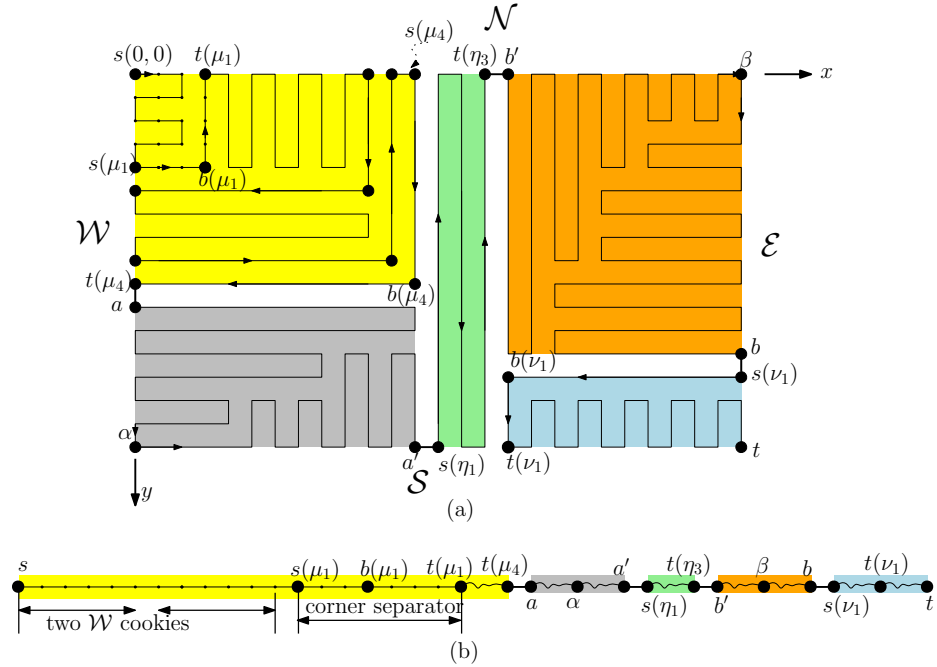 𝒩
s(μ₄)
s(0, 0) t(μ₁) t(η₃) b′ β x
s(μ₁) b(μ₁)
𝒲 ℰ
t(μ₄) b(μ₄)
a
b(ν₁) b
s(ν₁)
α
a′ s(η₁) t(ν₁) t
𝒮
y
(a)
s s(μ₁) b(μ₁) t(μ₁) t(μ₄) a′ t(η₃) β b t(ν₁)
a α s(η₁) b′ s(ν₁) t
two 𝒲 cookies corner separator
(b)